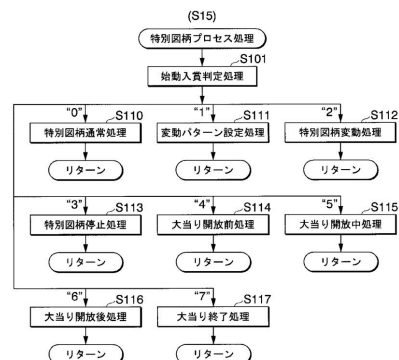 (S15)
特別図柄プロセス処理
S101
始動入賞判定処理
“0” S110 “1” S111 “2” S112
特別図柄通常処理 変動パターン設定処理 特別図柄変動処理
リターン リターン リターン
“3” S113 “4” S114 “5” S115
特別図柄停止処理 大当り開放前処理 大当り開放中処理
リターン リターン リターン
“6” S116 “7” S117
大当り開放後処理 大当り終了処理
リターン リターン